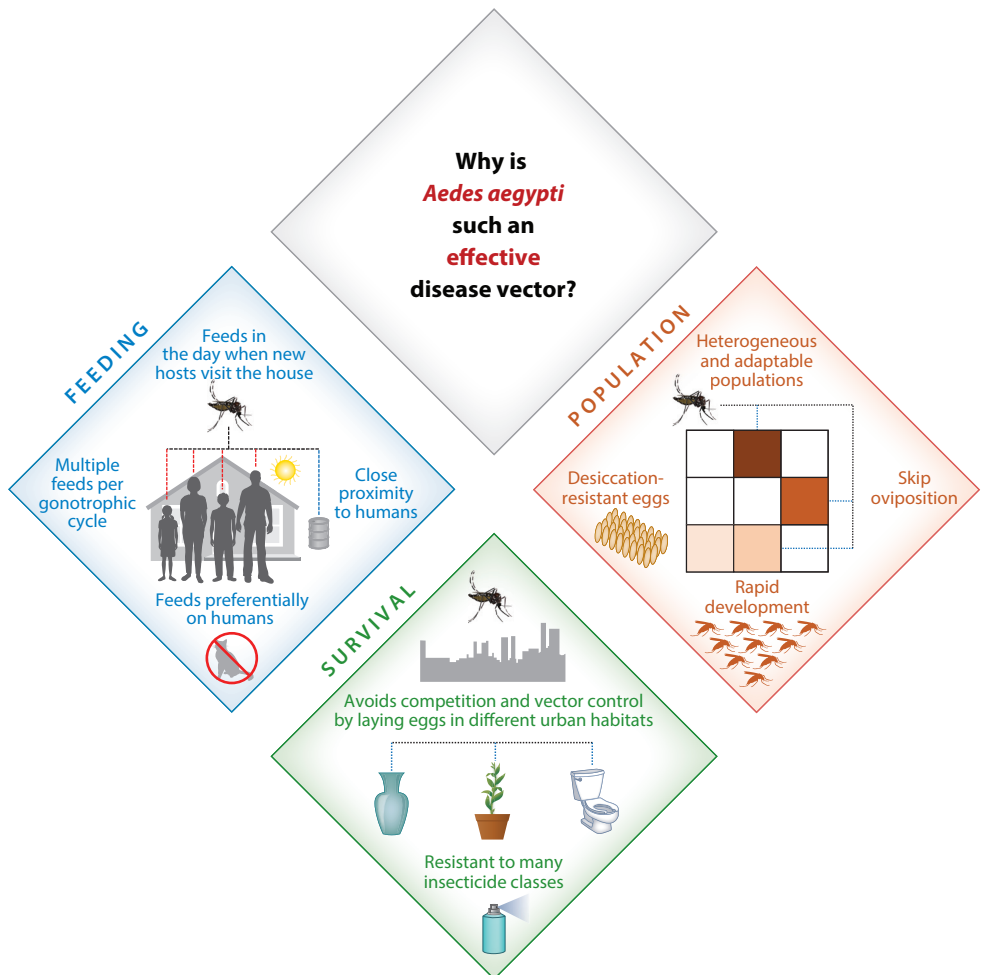 Why is
Aedes aegypti
such an
effective
disease vector?
FEEDING
Feeds in
the day when new
hosts visit the house
Multiple
feeds per
gonotrophic
cycle
Close
proximity
to humans
Feeds preferentially
on humans
POPULATION
Heterogeneous
and adaptable
populations
Desiccation-
resistant eggs
Skip
oviposition
Rapid
development
SURVIVAL
Avoids competition and vector control
by laying eggs in different urban habitats
Resistant to many
insecticide classes